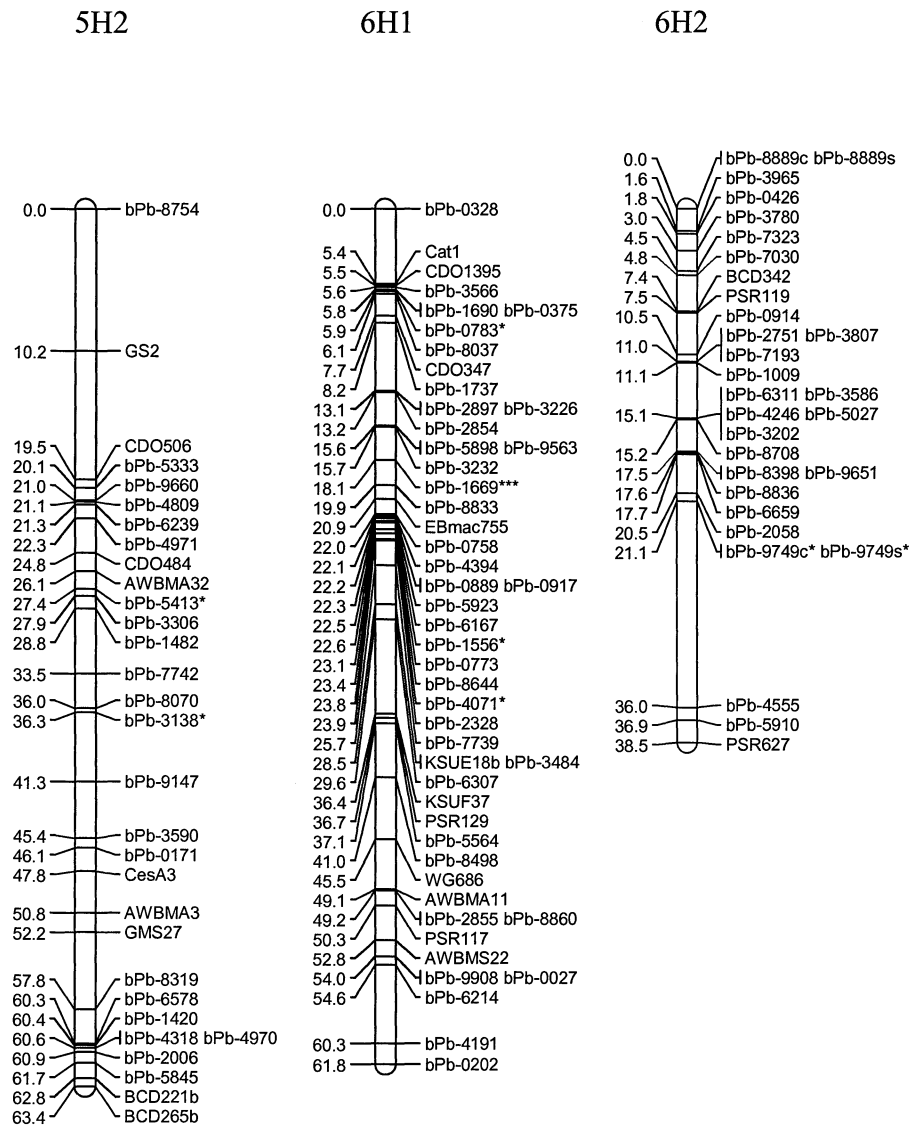 5H2
0.0 bPb-8754
10.2 GS2
19.5 CDO506
20.1 bPb-5333
21.0 bPb-9660
21.1 bPb-4809
21.3 bPb-6239
22.3 bPb-4971
24.8 CDO484
26.1 AWBMA32
27.4 bPb-5413*
27.9 bPb-3306
28.8 bPb-1482
33.5 bPb-7742
36.0 bPb-8070
36.3 bPb-3138*
41.3 bPb-9147
45.4 bPb-3590
46.1 bPb-0171
47.8 CesA3
50.8 AWBMA3
52.2 GMS27
57.8 bPb-8319
60.3 bPb-6578
60.4 bPb-1420
60.6 bPb-4318 bPb-4970
60.9 bPb-2006
61.7 bPb-5845
62.8 BCD221b
63.4 BCD265b
6H1
0.0 bPb-0328
5.4 Cat1
5.5 CDO1395
5.6 bPb-3566
5.8 bPb-1690 bPb-0375
5.9 bPb-0783*
6.1 bPb-8037
7.7 CDO347
8.2 bPb-1737
13.1 bPb-2897 bPb-3226
13.2 bPb-2854
15.6 bPb-5898 bPb-9563
15.7 bPb-3232
18.1 bPb-1669***
19.9 bPb-8833
20.9 EBmac755
22.0 bPb-0758
22.1 bPb-4394
22.2 bPb-0889 bPb-0917
22.3 bPb-5923
22.5 bPb-6167
22.6 bPb-1556*
23.1 bPb-0773
23.4 bPb-8644
23.8 bPb-4071*
23.9 bPb-2328
25.7 bPb-7739
28.5 KSUE18b bPb-3484
29.6 bPb-6307
36.4 KSUF37
36.7 PSR129
37.1 bPb-5564
41.0 bPb-8498
45.5 WG686
49.1 AWBMA11
49.2 bPb-2855 bPb-8860
50.3 PSR117
52.8 AWBMS22
54.0 bPb-9908 bPb-0027
54.6 bPb-6214
60.3 bPb-4191
61.8 bPb-0202
6H2
0.0 bPb-8889c bPb-8889s
1.6 bPb-3965
1.8 bPb-0426
3.0 bPb-3780
4.5 bPb-7323
4.8 bPb-7030
7.4 BCD342
7.5 PSR119
10.5 bPb-0914
bPb-2751 bPb-3807
11.0 bPb-7193
11.1 bPb-1009
bPb-6311 bPb-3586
15.1 bPb-4246 bPb-5027
bPb-3202
15.2 bPb-8708
17.5 bPb-8398 bPb-9651
17.6 bPb-8836
17.7 bPb-6659
20.5 bPb-2058
21.1 bPb-9749c* bPb-9749s*
36.0 bPb-4555
36.9 bPb-5910
38.5 PSR627